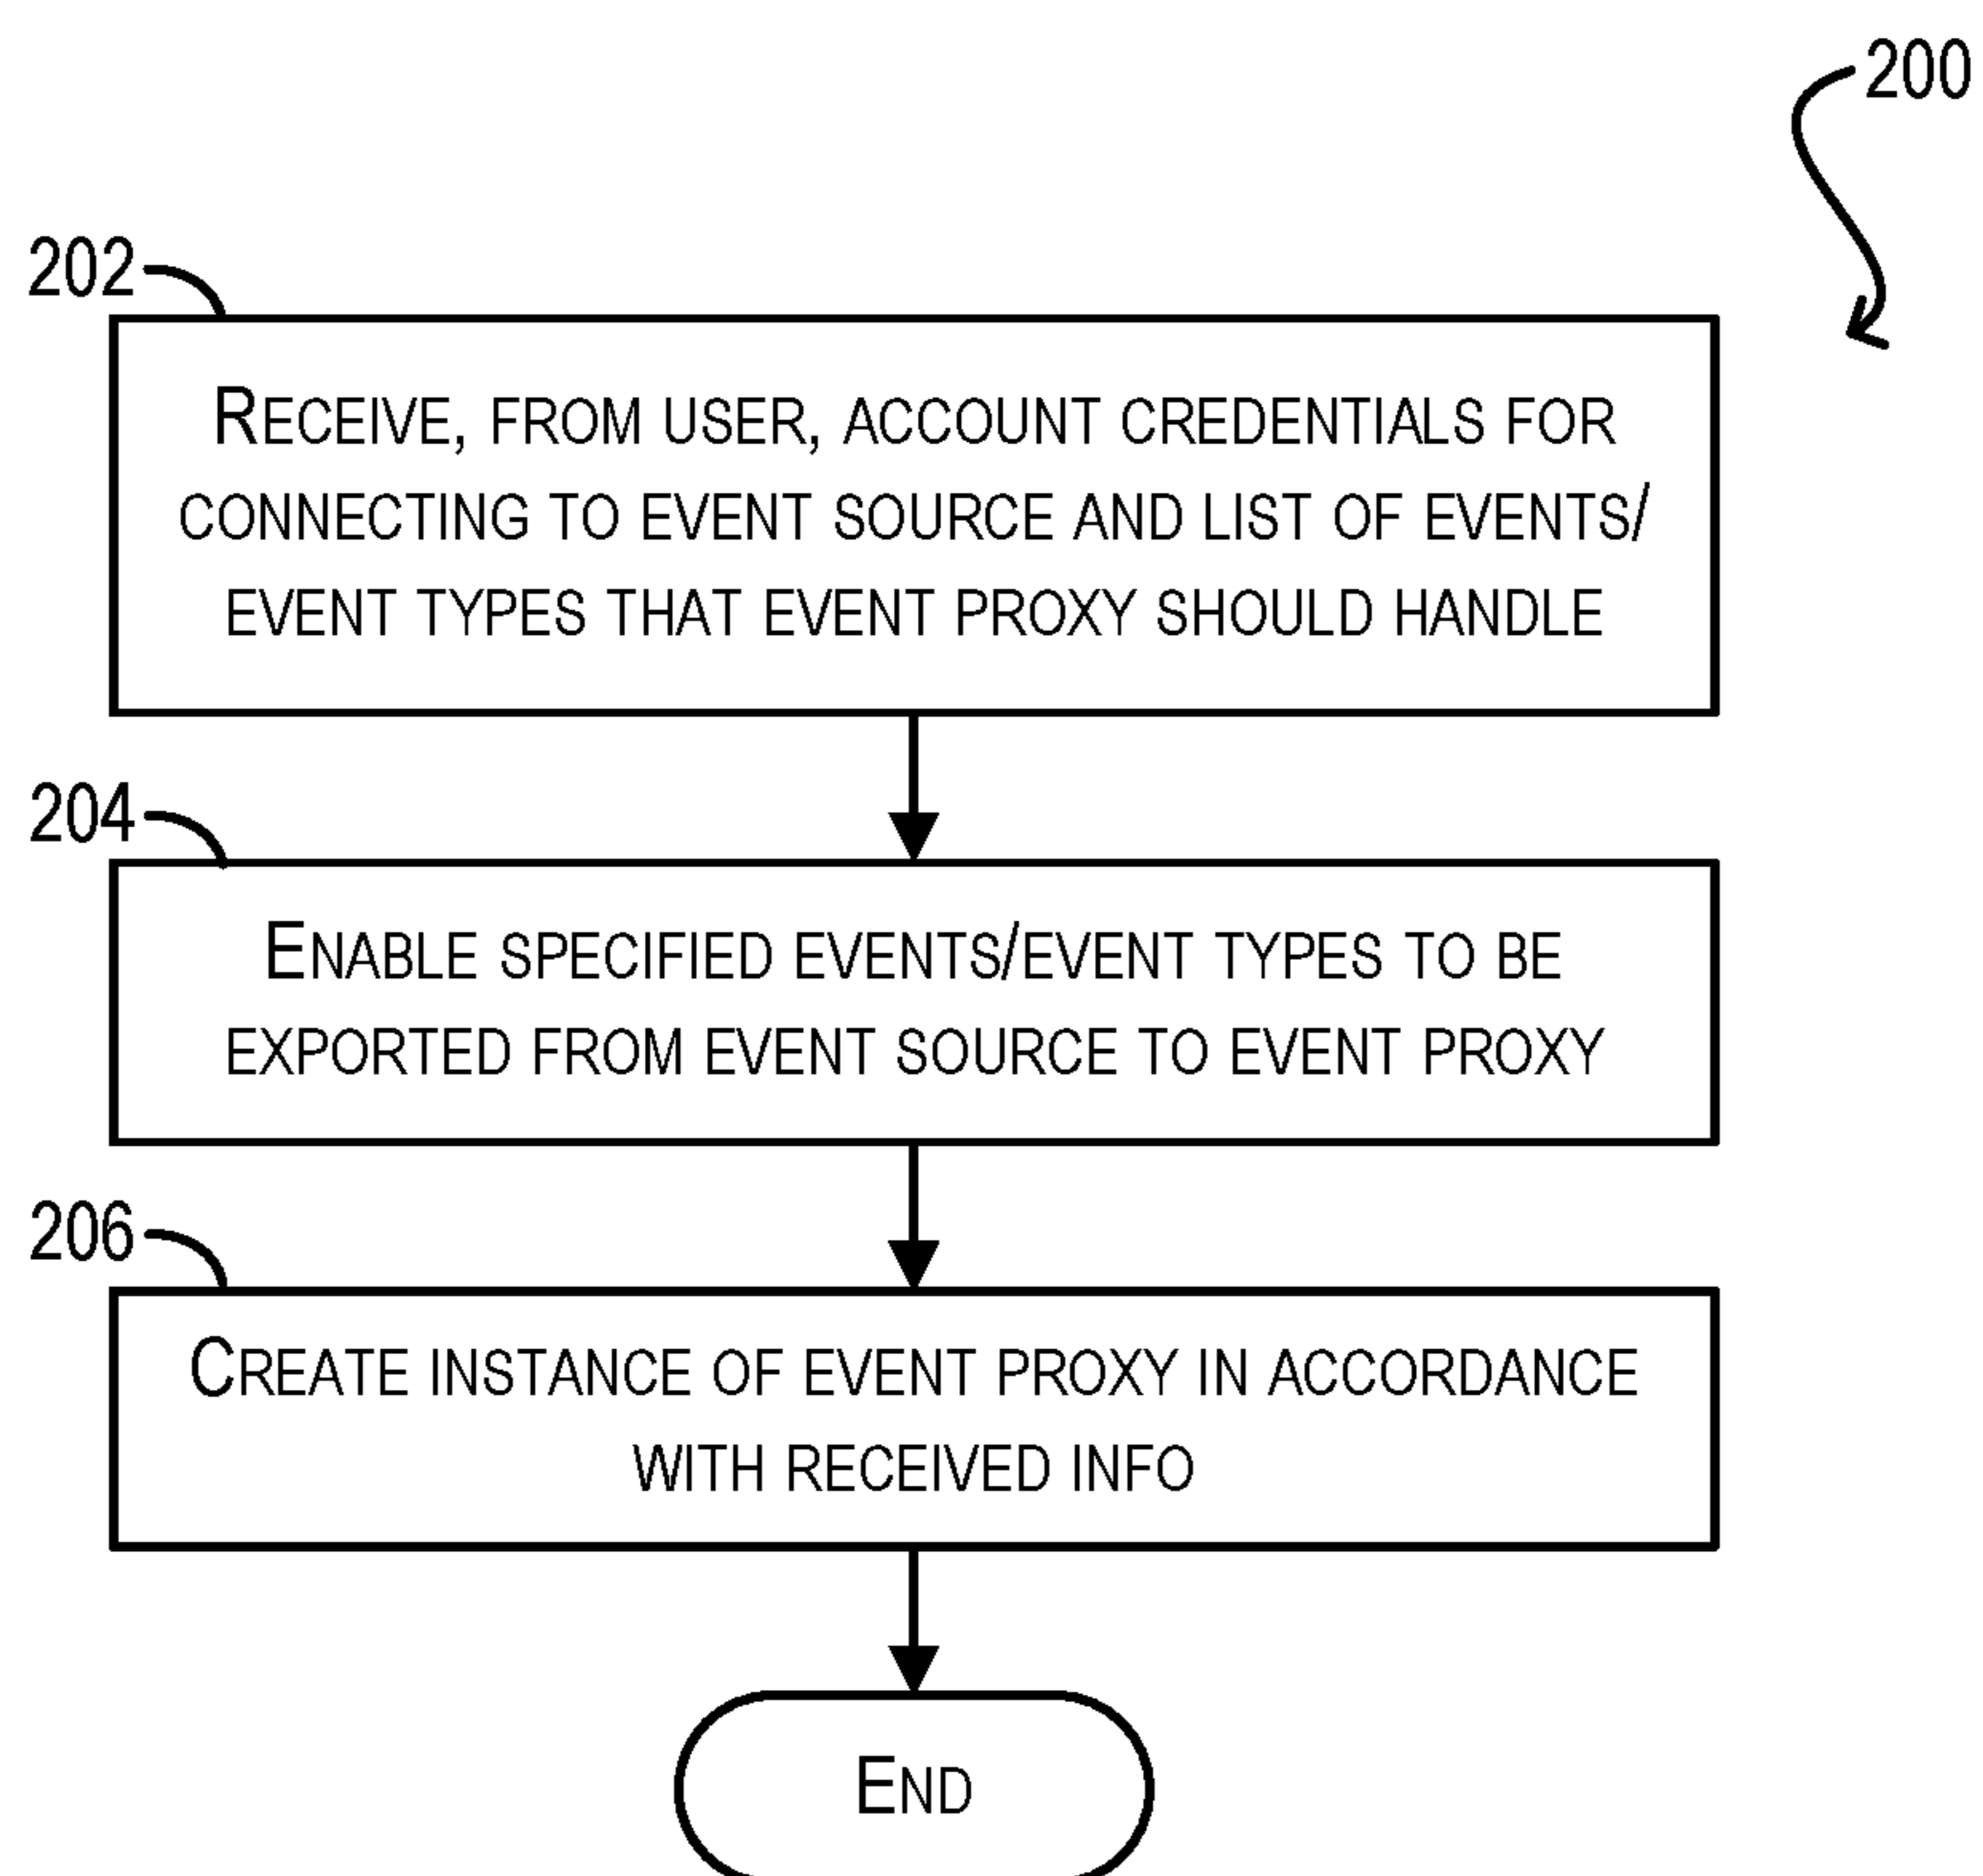 200
202
RECEIVE, FROM USER, ACCOUNT CREDENTIALS FOR
CONNECTING TO EVENT SOURCE AND LIST OF EVENTS/
EVENT TYPES THAT EVENT PROXY SHOULD HANDLE
204
ENABLE SPECIFIED EVENTS/EVENT TYPES TO BE
EXPORTED FROM EVENT SOURCE TO EVENT PROXY
206
CREATE INSTANCE OF EVENT PROXY IN ACCORDANCE
WITH RECEIVED INFO
END